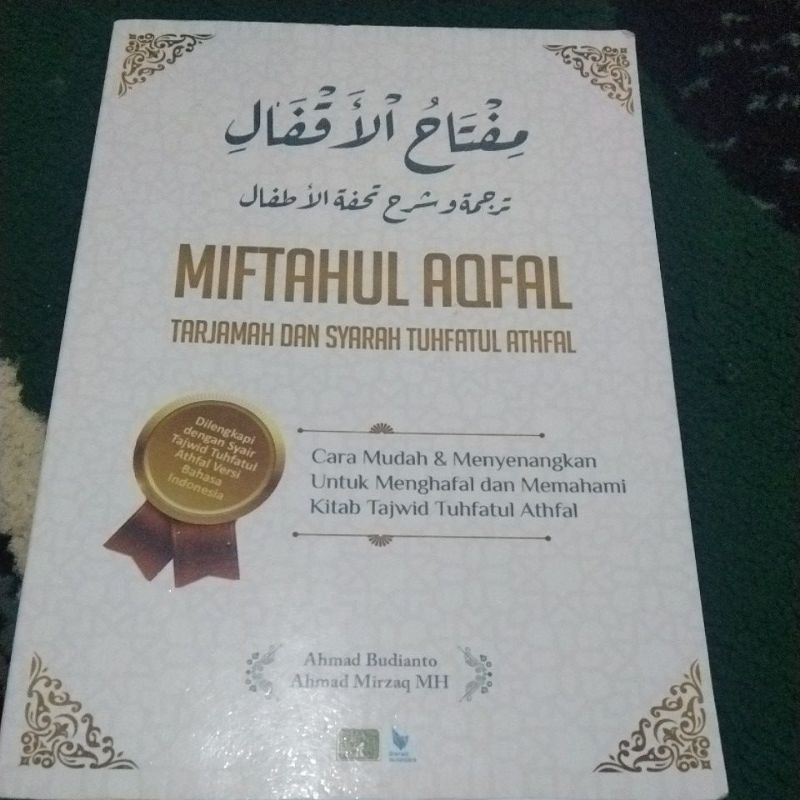 مِفْتَاحُ الْأَقْفَالِ
ترجمة وشرح تحفة الأطفال
MIFTAHUL AQFAL
TARJAMAH DAN SYARAH TUHFATUL ATHFAL
Dilengkapi
dengan Syair
Tajwid Tuhfatul
Athfal Versi
Bahasa
Indonesia
Cara Mudah & Menyenangkan
Untuk Menghafal dan Memahami
Kitab Tajwid Tuhfatul Athfal
Ahmad Budianto
Ahmad Mirzaq MH